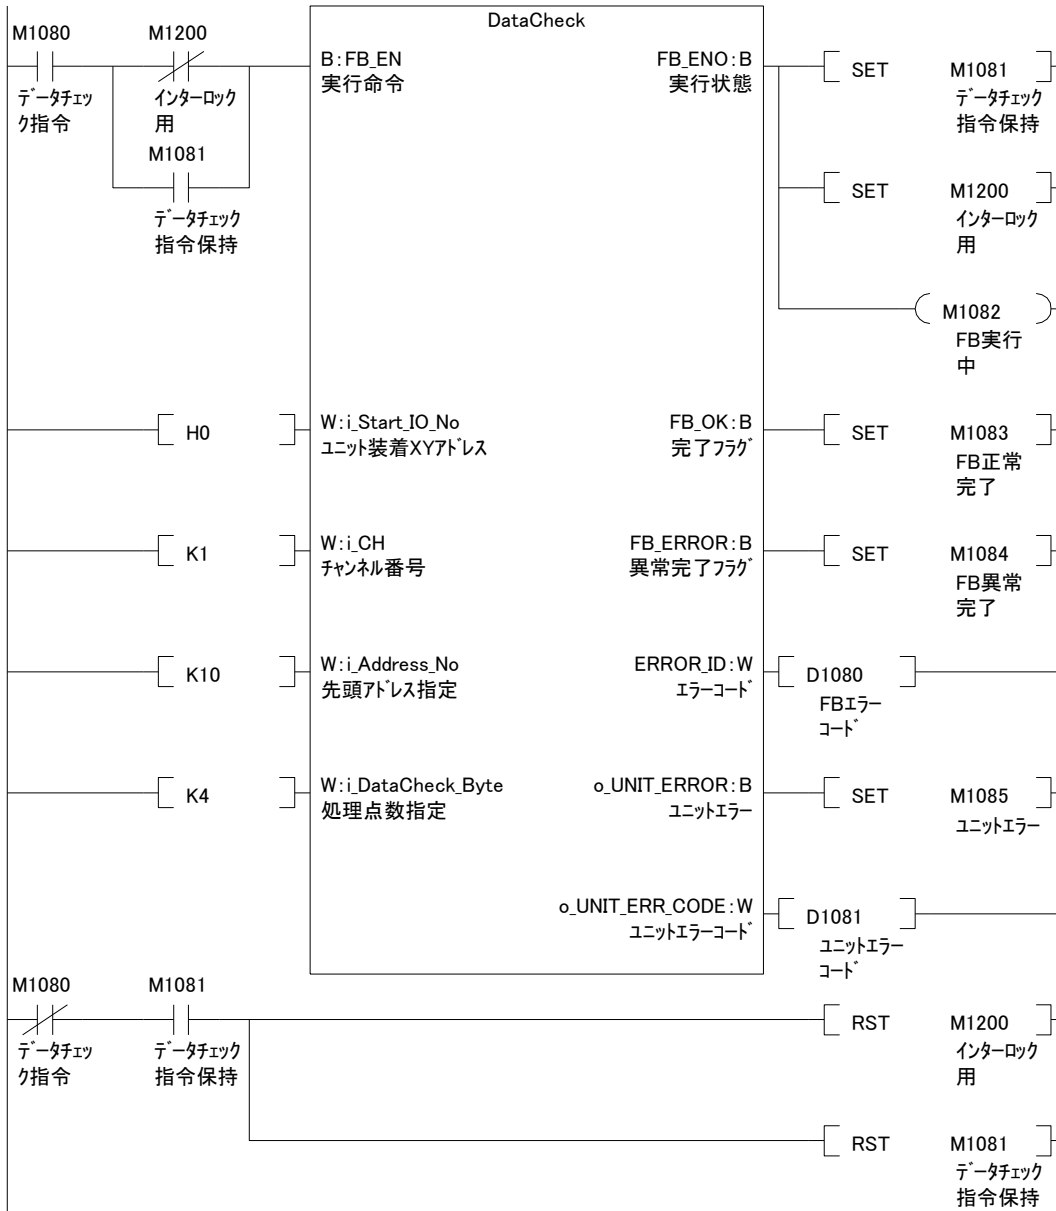 DataCheck
M1080
M1200
B:FB_EN
FB_ENO:B
SET
M1081
データチェッ
ク指令
インターロック
用
実行命令
実行状態
データチェック
指令保持
M1081
データチェック
指令保持
SET
M1200
インターロック
用
M1082
FB実行
中
H0
W:i_Start_IO_No
ユニット装着XYアドレス
FB_OK:B
完了フラグ
SET
M1083
FB正常
完了
K1
W:i_CH
チャンネル番号
FB_ERROR:B
異常完了フラグ
SET
M1084
FB異常
完了
K10
W:i_Address_No
先頭アドレス指定
ERROR_ID:W
エラーコード
D1080
FBエラー
コード
K4
W:i_DataCheck_Byte
処理点数指定
o_UNIT_ERROR:B
ユニットエラー
SET
M1085
ユニットエラー
o_UNIT_ERR_CODE:W
ユニットエラーコード
D1081
ユニットエラー
コード
M1080
M1081
データチェッ
ク指令
データチェック
指令保持
RST
M1200
インターロック
用
RST
M1081
データチェック
指令保持